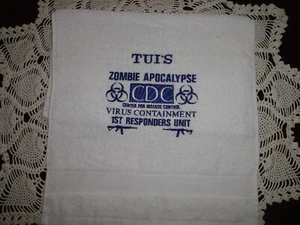 TUI'S
ZOMBIE APOCALYPSE
CDC
CENTER FOR DISEASE CONTROL
VIRUS CONTAINMENT
1ST RESPONDERS UNIT